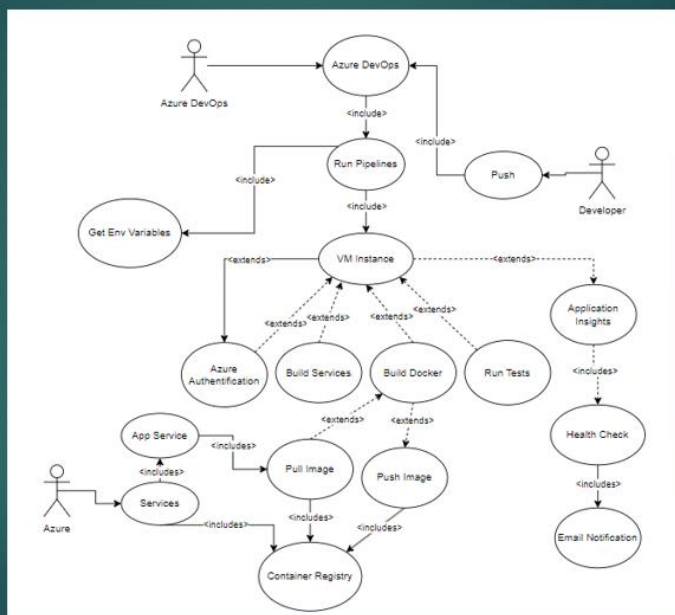 Azure DevOps
Azure DevOps
<include>
<include>
Run Pipelines
<include>
Push
Developer
<include>
Get Env Variables
VM Instance
<extends>
<extends>
Application
Insights
<extends>
<extends>
<extends>
<extends>
Azure
Authentification
Build Services
Build Docker
Run Tests
<includes>
<extends>
<extends>
App Service
<includes>
Health Check
Pull Image
Push Image
<includes>
<includes>
Services
Azure
<includes>
<includes>
<includes>
Email Notification
Container Registry